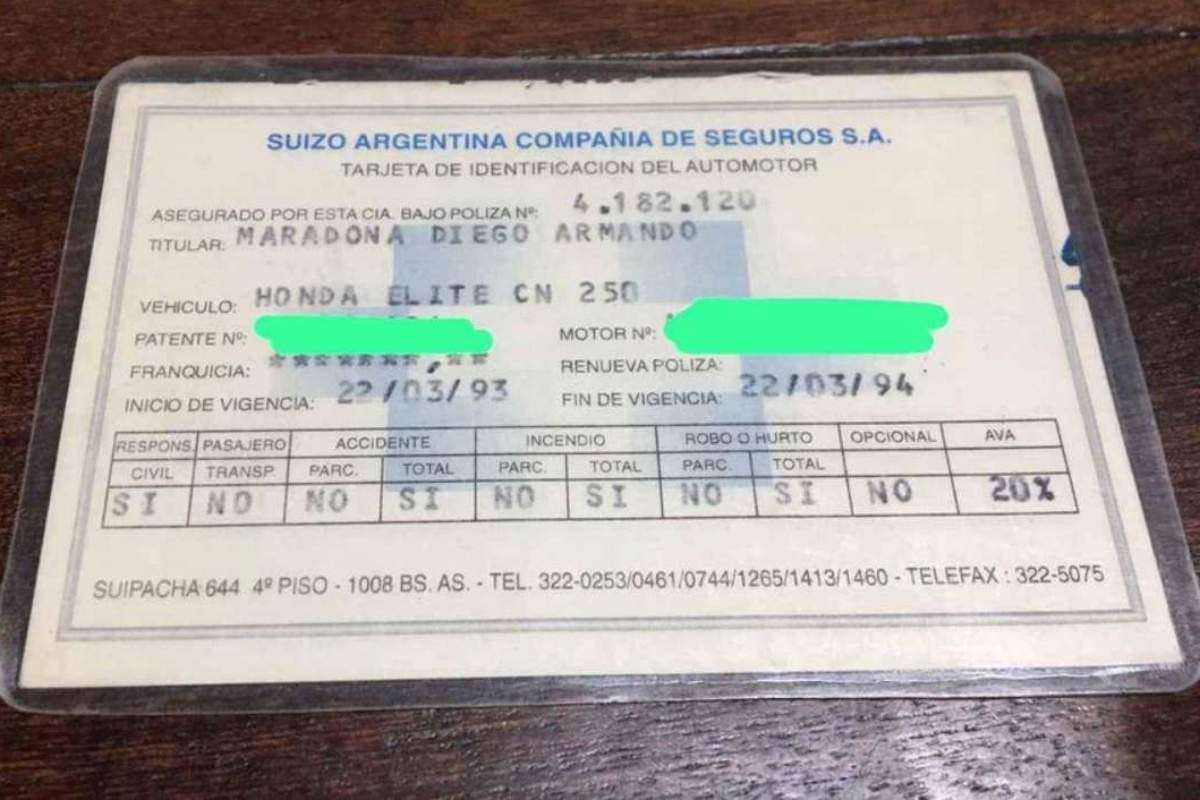 SUIZO ARGENTINA COMPAÑIA DE SEGUROS S.A.
TARJETA DE IDENTIFICACION DEL AUTOMOTOR
ASEGURADO POR ESTA CIA. BAJO POLIZA Nº: 4.182.120
TITULAR: MARADONA DIEGO ARMANDO
VEHICULO: HONDA ELITE CN 250
PATENTE Nº: MOTOR Nº:
FRANQUICIA: *******,** RENUEVA POLIZA:
INICIO DE VIGENCIA: 22/03/93 FIN DE VIGENCIA: 22/03/94
RESPONS. PASAJERO ACCIDENTE INCENDIO ROBO O HURTO OPCIONAL AVA
CIVIL TRANSP. PARC. TOTAL PARC. TOTAL PARC. TOTAL
SI NO NO SI NO SI NO SI NO 20%
SUIPACHA 644 4º PISO - 1008 BS. AS. - TEL. 322-0253/0461/0744/1265/1413/1460 - TELEFAX : 322-5075